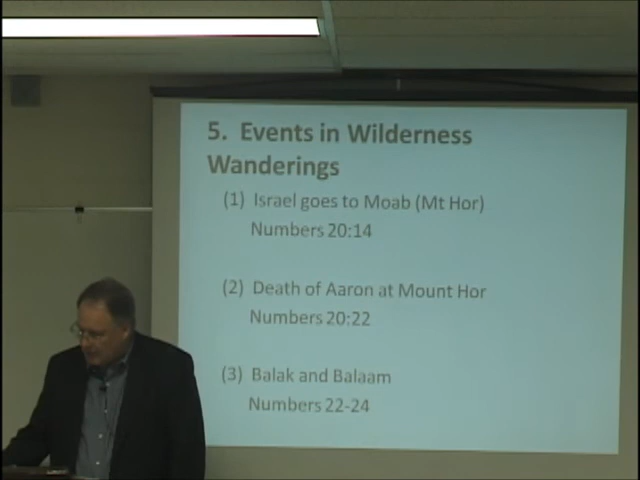 5. Events in Wilderness
Wanderings
(1) Israel goes to Moab (Mt Hor)
Numbers 20:14
(2) Death of Aaron at Mount Hor
Numbers 20:22
(3) Balak and Balaam
Numbers 22-24